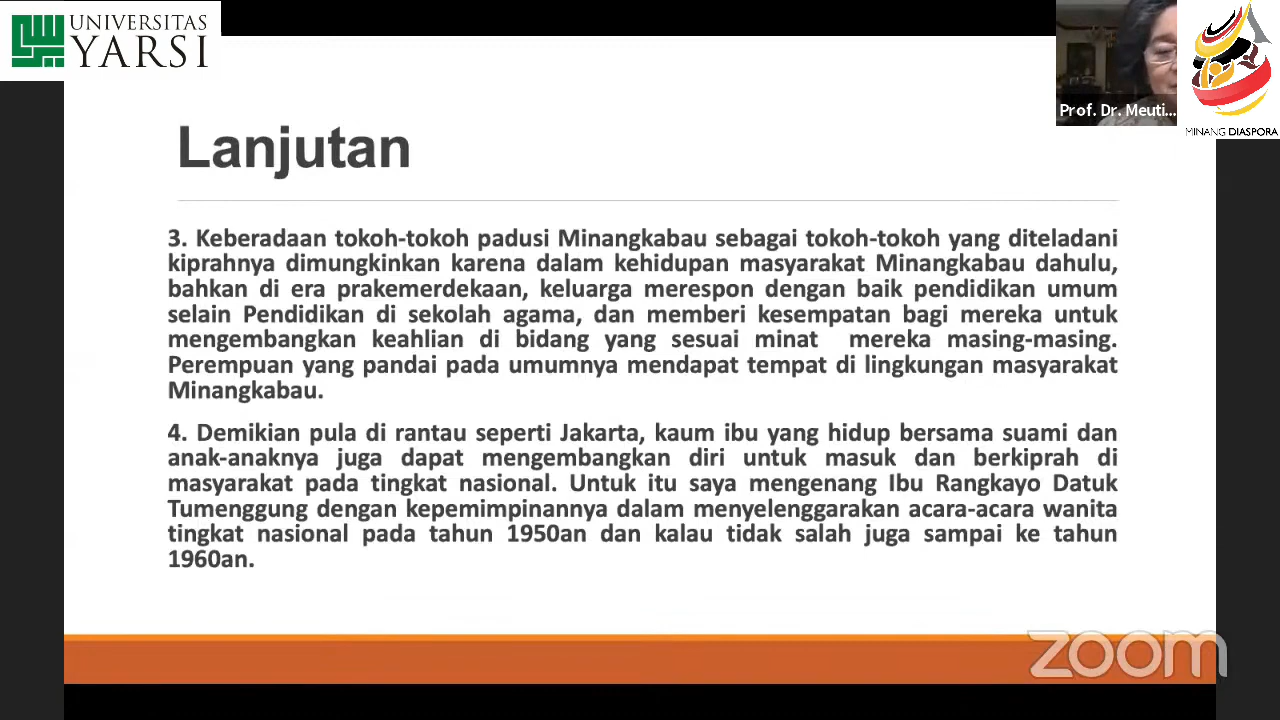 UNIVERSITAS
YARSI
Prof. Dr. Meuti...
MINANG DIASPORA
Lanjutan
3. Keberadaan tokoh-tokoh padusi Minangkabau sebagai tokoh-tokoh yang diteladani
kiprahnya dimungkinkan karena dalam kehidupan masyarakat Minangkabau dahulu,
bahkan di era prakemerdekaan, keluarga merespon dengan baik pendidikan umum
selain Pendidikan di sekolah agama, dan memberi kesempatan bagi mereka untuk
mengembangkan keahlian di bidang yang sesuai minat mereka masing-masing.
Perempuan yang pandai pada umumnya mendapat tempat di lingkungan masyarakat
Minangkabau.
4. Demikian pula di rantau seperti Jakarta, kaum ibu yang hidup bersama suami dan
anak-anaknya juga dapat mengembangkan diri untuk masuk dan berkiprah di
masyarakat pada tingkat nasional. Untuk itu saya mengenang Ibu Rangkayo Datuk
Tumenggung dengan kepemimpinannya dalam menyelenggarakan acara-acara wanita
tingkat nasional pada tahun 1950an dan kalau tidak salah juga sampai ke tahun
1960an.
zoom